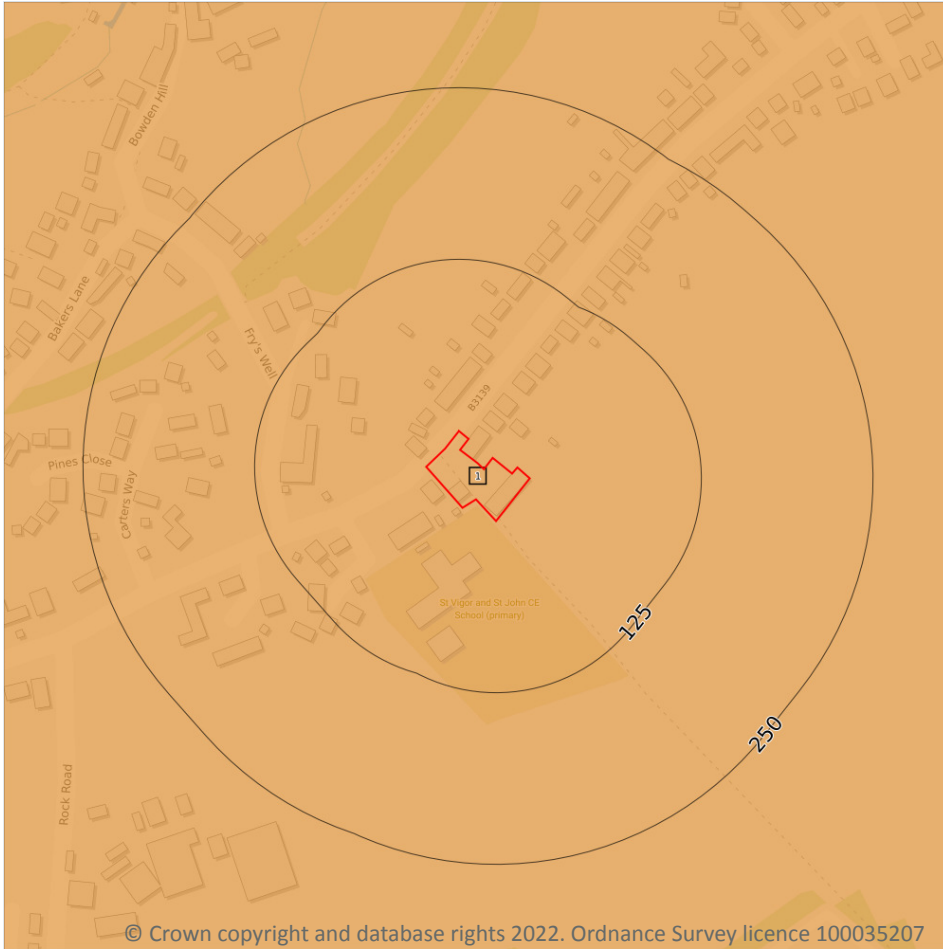 Bowden Hill
Bakers Lane
Fry's Well
B3139
Pines Close
Carters Way
1
St Vigor and St John CE
School (primary)
125
250
Rock Road
© Crown copyright and database rights 2022. Ordnance Survey licence 100035207